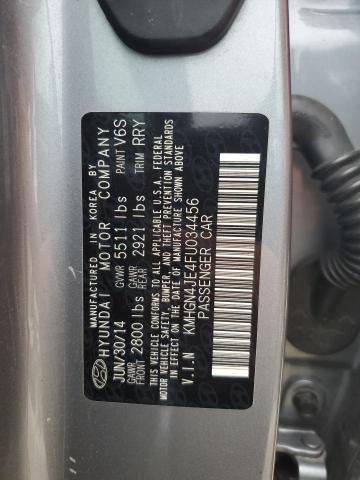 MANUFACTURED IN KOREA BY
HYUNDAI MOTOR COMPANY
JUN/30/14 GVWR 5511 lbs PAINT V6S
GAWR FRONT 2800 lbs GAWR REAR 2921 lbs TRIM RRY
THIS VEHICLE CONFORMS TO ALL APPLICABLE U.S.A. FEDERAL
MOTOR VEHICLE SAFETY, BUMPER, AND THEFT PREVENTION STANDARDS
IN EFFECT ON THE DATE OF MANUFACTURE SHOWN ABOVE
V.I.N KMHGN4JE4FU034456
PASSENGER CAR